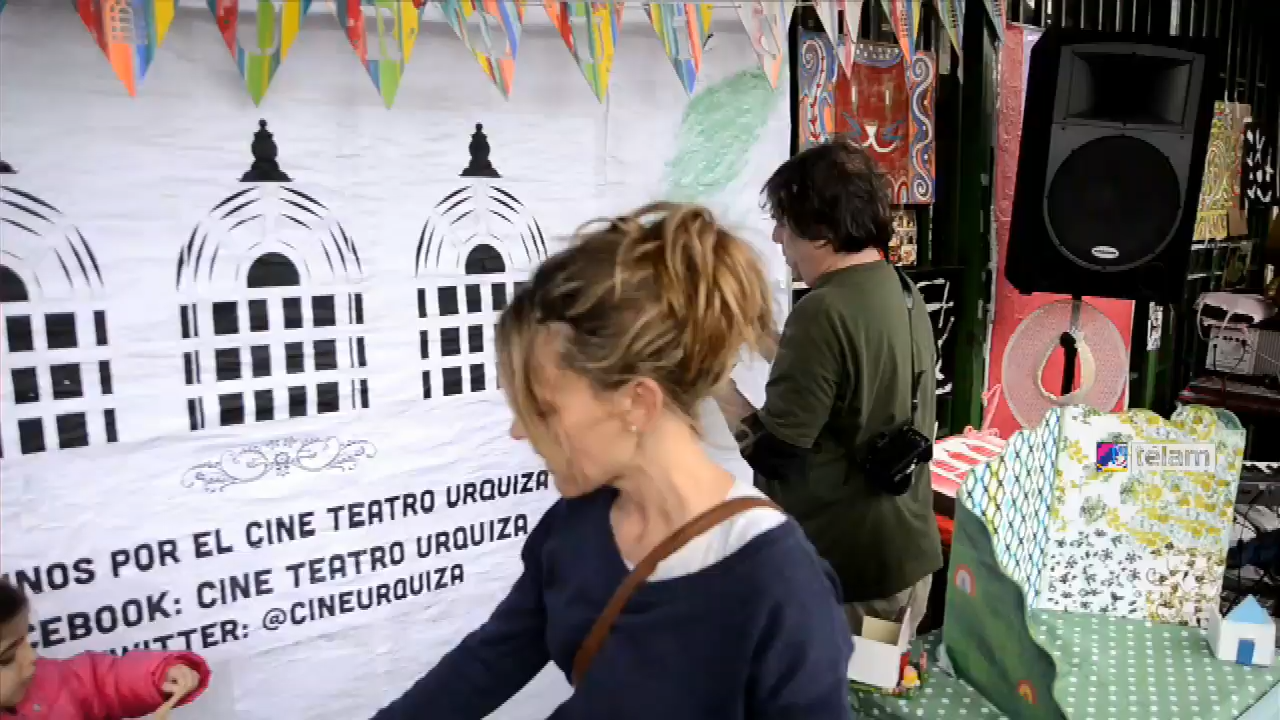 NOS POR EL CINE TEATRO URQUIZA
CEBOOK: CINE TEATRO URQUIZA
WITTER: @CINEURQUIZA
télam